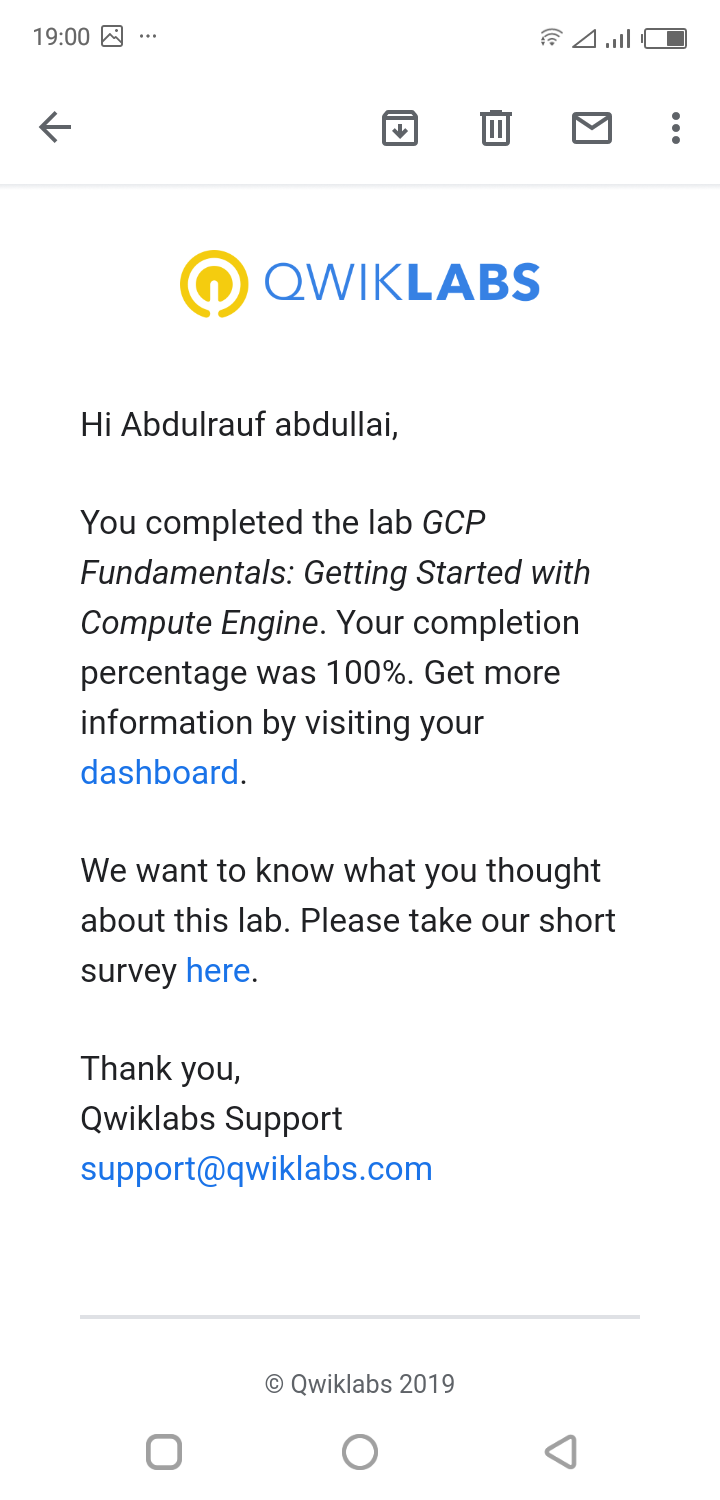 19:00
QWIKLABS
Hi Abdulrauf abdullai,
You completed the lab GCP
Fundamentals: Getting Started with
Compute Engine. Your completion
percentage was 100%. Get more
information by visiting your
dashboard.
We want to know what you thought
about this lab. Please take our short
survey here.
Thank you,
Qwiklabs Support
support@qwiklabs.com
© Qwiklabs 2019